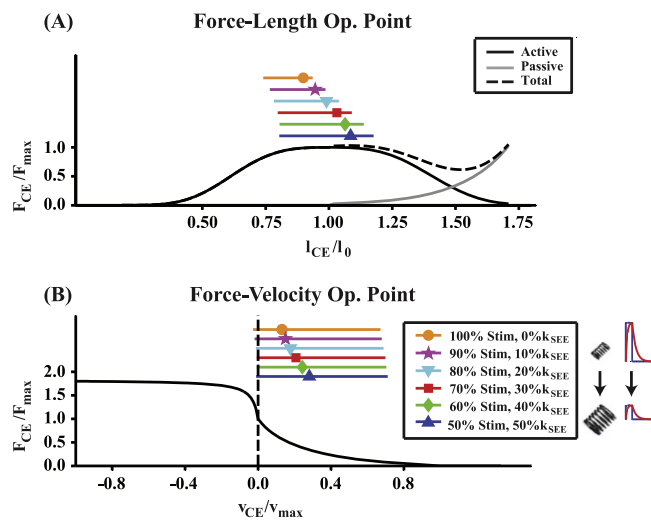 (A)
Force-Length Op. Point
Active
Passive
Total
F_CE/F_max
1.0
0.5
0.0
0.50
0.75
1.00
1.25
1.50
1.75
l_CE/l_0
(B)
Force-Velocity Op. Point
100% Stim, 0%k_SEE
90% Stim, 10%k_SEE
80% Stim, 20%k_SEE
70% Stim, 30%k_SEE
60% Stim, 40%k_SEE
50% Stim, 50%k_SEE
F_CE/F_max
2.0
1.5
1.0
0.5
0.0
-0.8
-0.4
0.0
0.4
0.8
v_CE/v_max